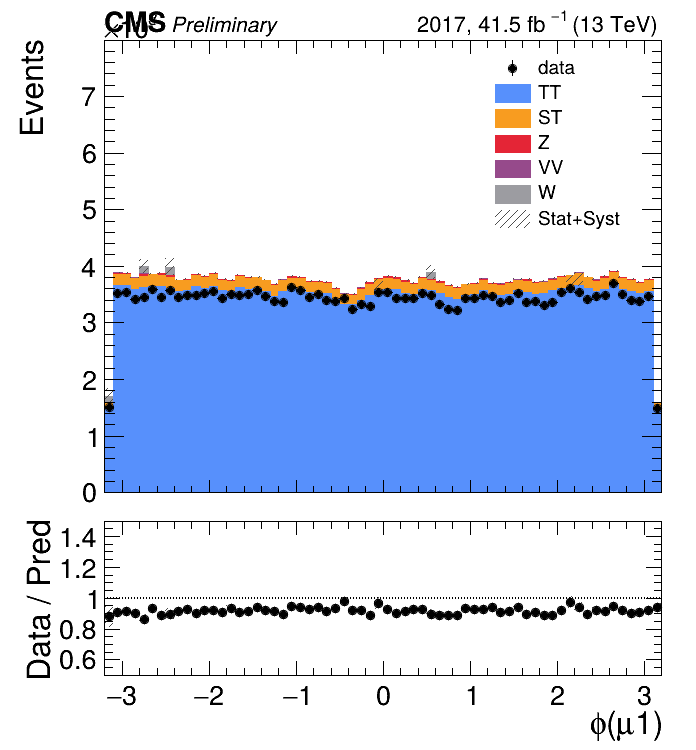 CMS Preliminary 2017, 41.5 fb⁻¹ (13 TeV)
Events
7
6
5
4
3
2
1
0
data
TT
ST
Z
VV
W
Stat+Syst
Data / Pred
1.4
1.2
1
0.8
0.6
−3 −2 −1 0 1 2 3
ϕ(μ1)